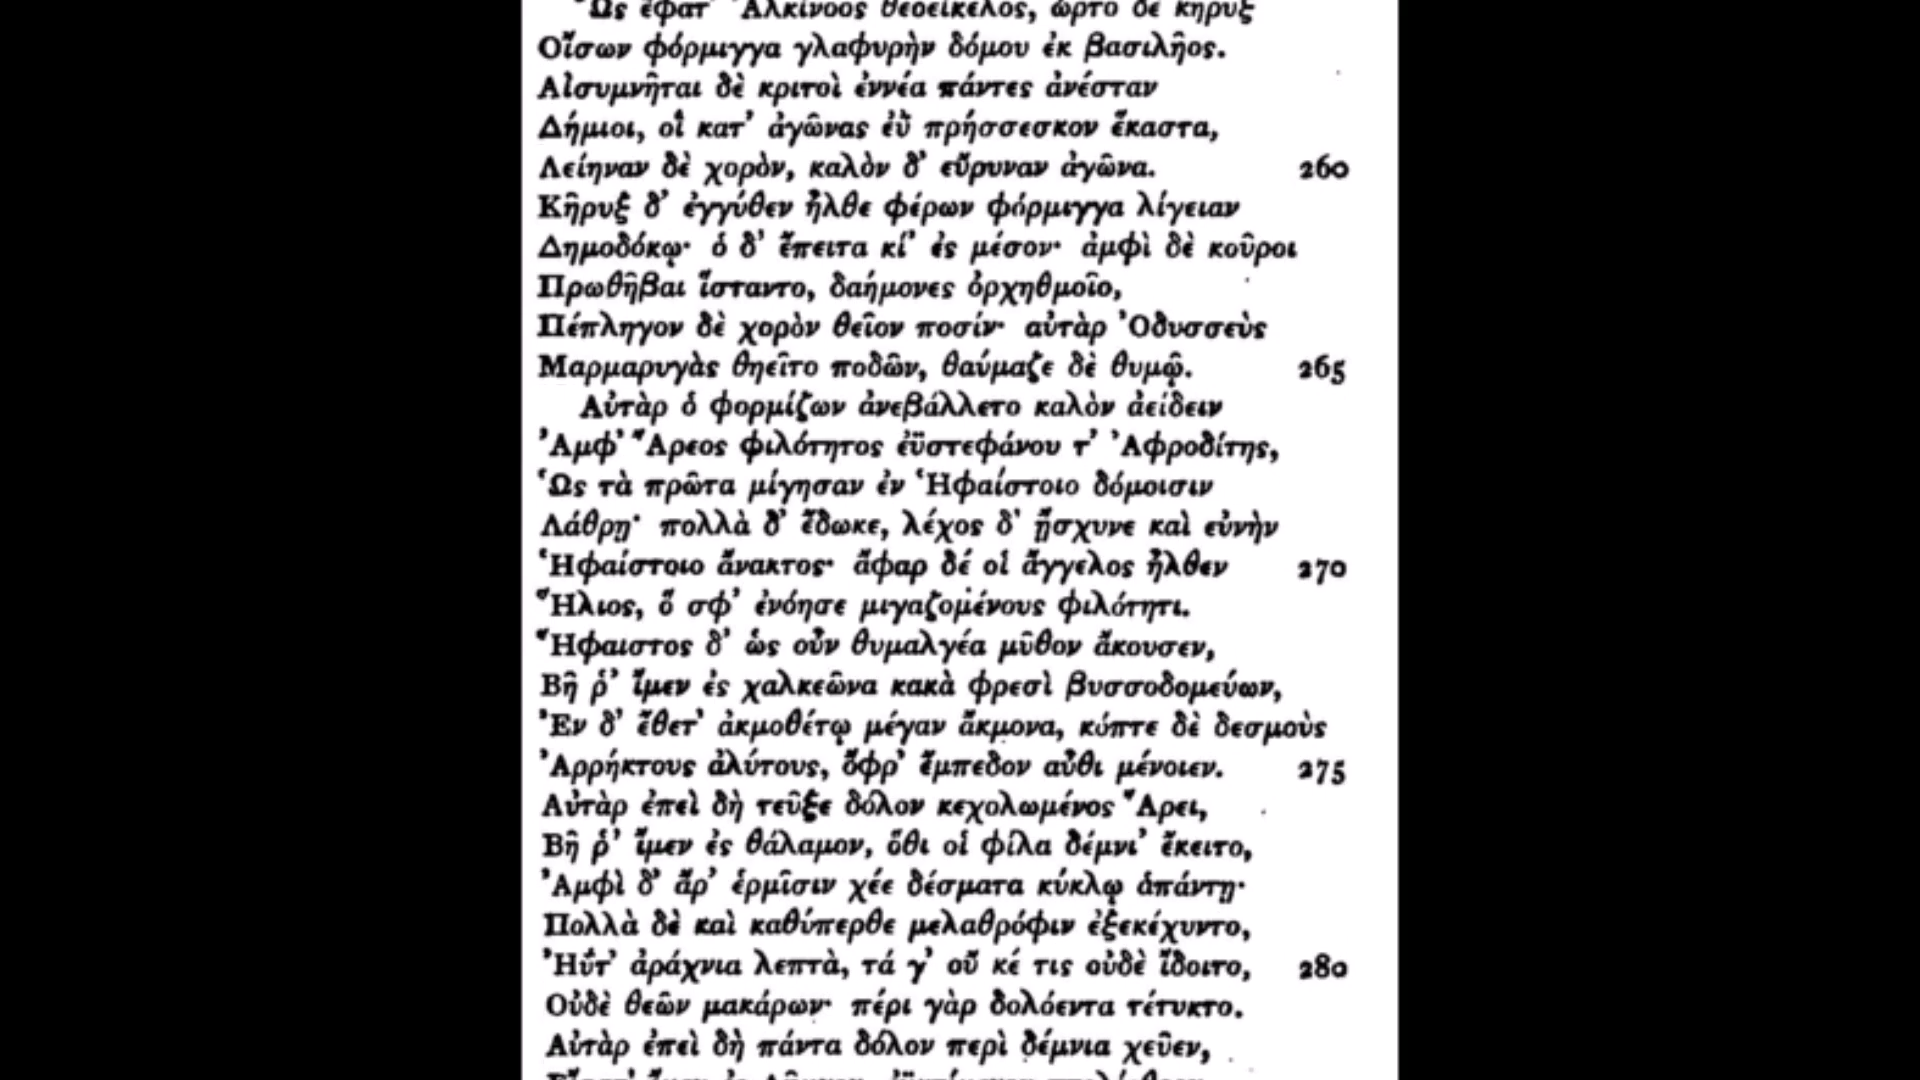 Ὣς ἔφατ' Ἀλκίνοος θεοείκελος, ὦρτο δὲ κῆρυξ
Οἴσων φόρμιγγα γλαφυρὴν δόμου ἐκ βασιλῆος.
Αἰσυμνῆται δὲ κριτοὶ ἐννέα πάντες ἀνέσταν
Δήμιοι, οἳ κατ' ἀγῶνας ἐῢ πρήσσεσκον ἕκαστα,
Λείηναν δὲ χορὸν, καλὸν δ' εὔρυναν ἀγῶνα. 260
Κῆρυξ δ' ἐγγύθεν ἦλθε φέρων φόρμιγγα λίγειαν
Δημοδόκῳ· ὁ δ' ἔπειτα κί' ἐς μέσον· ἀμφὶ δὲ κοῦροι
Πρωθῆβαι ἵσταντο, δαήμονες ὀρχηθμοῖο,
Πέπληγον δὲ χορὸν θεῖον ποσίν· αὐτὰρ Ὀδυσσεὺς
Μαρμαρυγὰς θηεῖτο ποδῶν, θαύμαζε δὲ θυμῷ. 265
Αὐτὰρ ὁ φορμίζων ἀνεβάλλετο καλὸν ἀείδειν
Ἀμφ' Ἄρεος φιλότητος ἐϋστεφάνου τ' Ἀφροδίτης,
Ὡς τὰ πρῶτα μίγησαν ἐν Ἡφαίστοιο δόμοισιν
Λάθρῃ· πολλὰ δ' ἔδωκε, λέχος δ' ᾔσχυνε καὶ εὐνὴν
Ἡφαίστοιο ἄνακτος· ἄφαρ δέ οἱ ἄγγελος ἦλθεν 270
Ἥλιος, ὅ σφ' ἐνόησε μιγαζομένους φιλότητι.
Ἥφαιστος δ' ὡς οὖν θυμαλγέα μῦθον ἄκουσεν,
Βῆ ῥ' ἴμεν ἐς χαλκεῶνα κακὰ φρεσὶ βυσσοδομεύων,
Ἐν δ' ἔθετ' ἀκμοθέτῳ μέγαν ἄκμονα, κόπτε δὲ δεσμοὺς
Ἀρρήκτους ἀλύτους, ὄφρ' ἔμπεδον αὖθι μένοιεν. 275
Αὐτὰρ ἐπεὶ δὴ τεῦξε δόλον κεχολωμένος Ἄρει,
Βῆ ῥ' ἴμεν ἐς θάλαμον, ὅθι οἱ φίλα δέμνι' ἔκειτο,
Ἀμφὶ δ' ἄρ' ἑρμῖσιν χέε δέσματα κύκλῳ ἁπάντῃ·
Πολλὰ δὲ καὶ καθύπερθε μελαθρόφιν ἐξεκέχυντο,
Ἠΰτ' ἀράχνια λεπτὰ, τά γ' οὔ κέ τις οὐδὲ ἴδοιτο, 280
Οὐδὲ θεῶν μακάρων· πέρι γὰρ δολόεντα τέτυκτο.
Αὐτὰρ ἐπεὶ δὴ πάντα δόλον περὶ δέμνια χεῦεν,